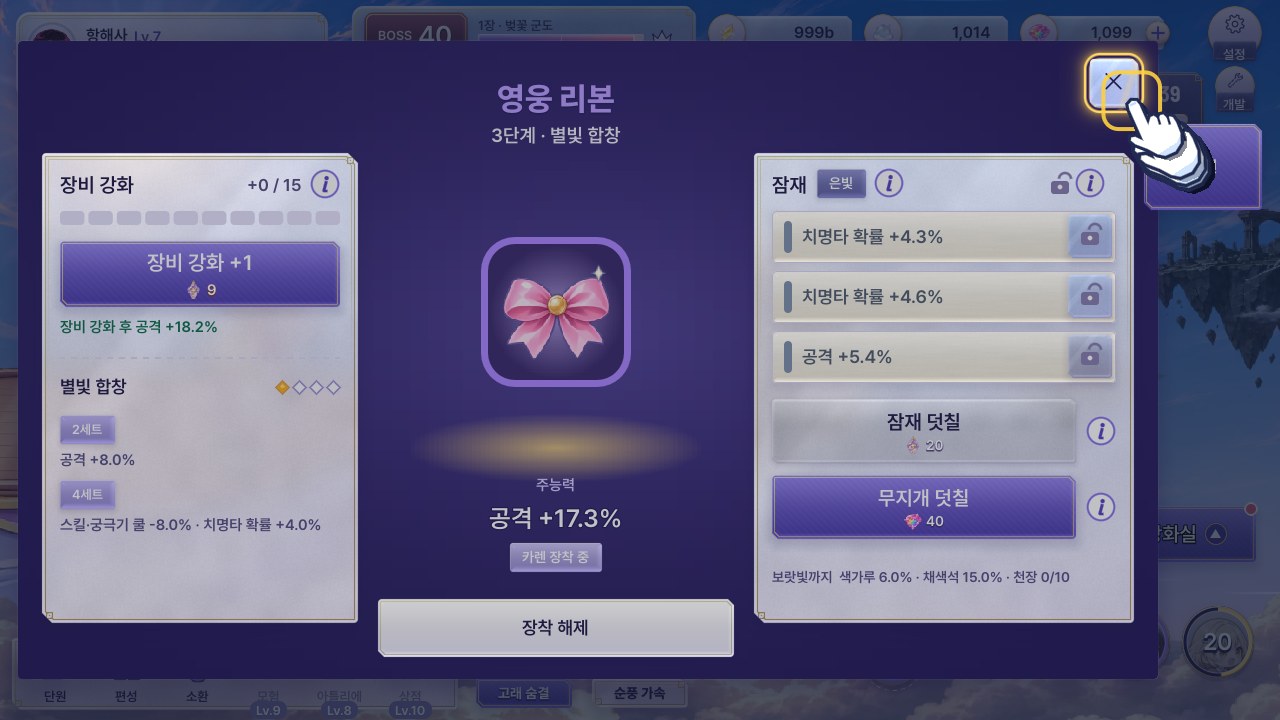 항해사 Lv.7
BOSS 40
1장 · 벚꽃 군도
999b
1,014
1,099
설정
39
개발
영웅 리본
3단계 · 별빛 합창
장비 강화
+0 / 15
장비 강화 +1
9
장비 강화 후 공격 +18.2%
별빛 합창
2세트
공격 +8.0%
4세트
스킬·궁극기 쿨 -8.0% · 치명타 확률 +4.0%
주능력
공격 +17.3%
카렌 장착 중
장착 해제
잠재
은빛
치명타 확률 +4.3%
치명타 확률 +4.6%
공격 +5.4%
잠재 덧칠
20
무지개 덧칠
40
보랏빛까지 색가루 6.0% · 채색석 15.0% · 천장 0/10
20
단원
편성
소환
모험
Lv.9
아틀리에
Lv.8
상점
Lv.10
고래 숨결
순풍 가속